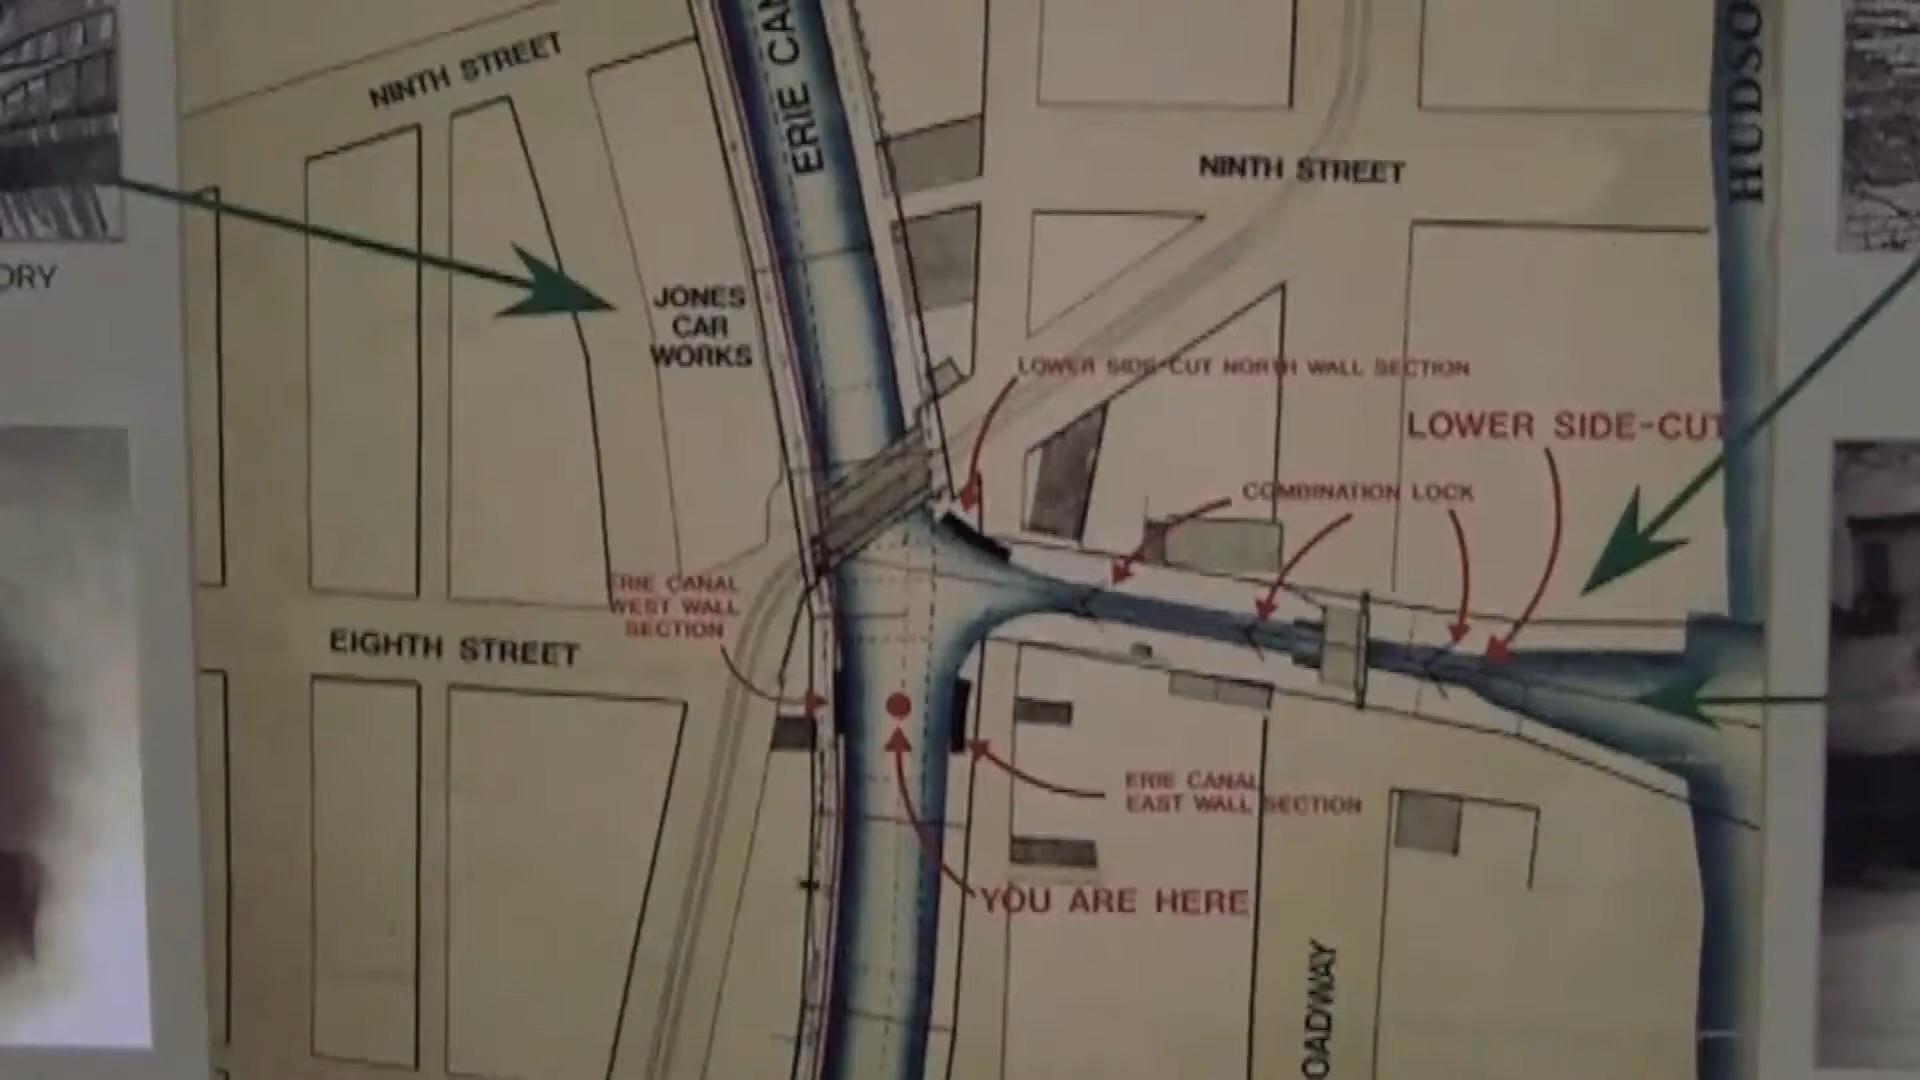 NINTH STREET
ERIE CAN
HUDSO
NINTH STREET
ORY
JONES
CAR
WORKS
LOWER SIDE-CUT NORTH WALL SECTION
LOWER SIDE-CUT
COMBINATION LOCK
ERIE CANAL
WEST WALL
SECTION
EIGHTH STREET
ERIE CANAL
EAST WALL SECTION
YOU ARE HERE
OADWAY